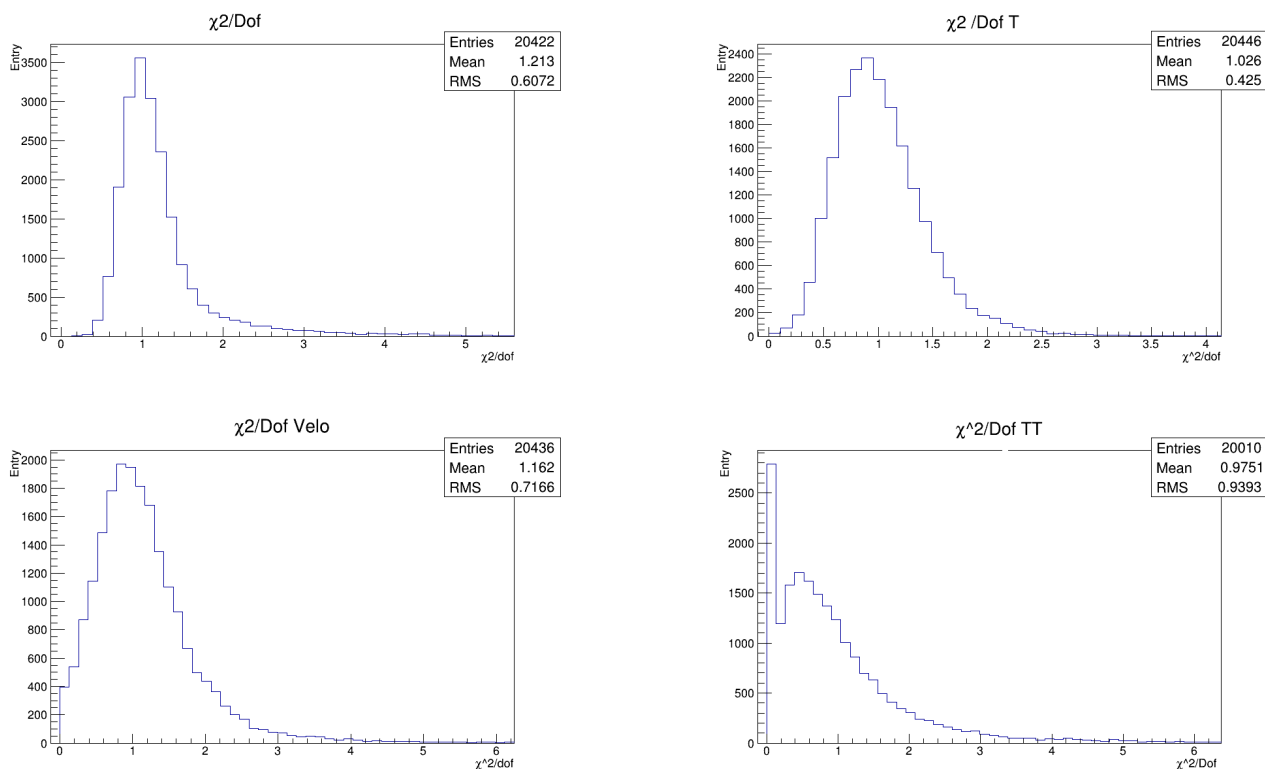 χ2/Dof
Entry
Entries 20422
Mean 1.213
RMS 0.6072
3500
3000
2500
2000
1500
1000
500
0
0 1 2 3 4 5
χ2/dof
χ2 /Dof T
Entry
Entries 20446
Mean 1.026
RMS 0.425
2400
2200
2000
1800
1600
1400
1200
1000
800
600
400
200
0
0 0.5 1 1.5 2 2.5 3 3.5 4
χ^2/dof
χ2/Dof Velo
Entry
Entries 20436
Mean 1.162
RMS 0.7166
2000
1800
1600
1400
1200
1000
800
600
400
200
0
0 1 2 3 4 5 6
χ^2/dof
χ^2/Dof TT
Entry
Entries 20010
Mean 0.9751
RMS 0.9393
2500
2000
1500
1000
500
0
0 1 2 3 4 5 6
χ^2/Dof